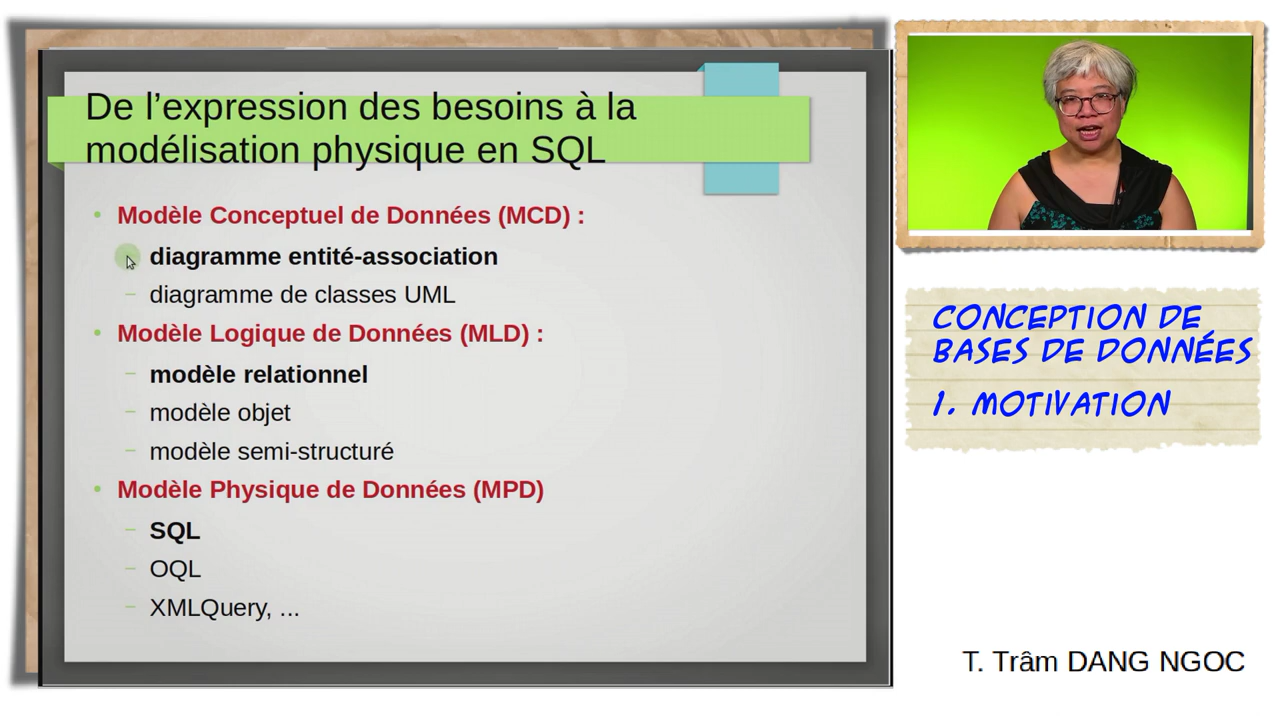 De l’expression des besoins à la
modélisation physique en SQL
Modèle Conceptuel de Données (MCD) :
diagramme entité-association
diagramme de classes UML
Modèle Logique de Données (MLD) :
modèle relationnel
modèle objet
modèle semi-structuré
Modèle Physique de Données (MPD)
SQL
OQL
XMLQuery, ...
CONCEPTION DE
BASES DE DONNÉES
1. MOTIVATION
T. Trâm DANG NGOC